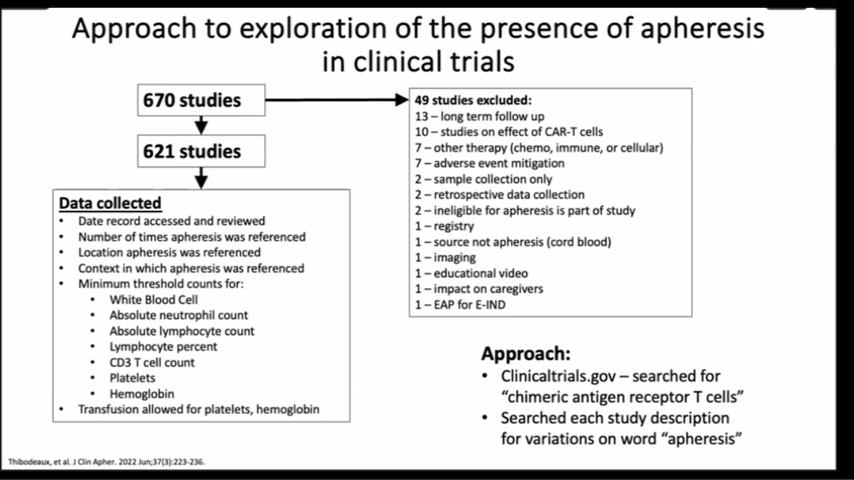 Approach to exploration of the presence of apheresis
in clinical trials
670 studies
621 studies
Data collected
• Date record accessed and reviewed
• Number of times apheresis was referenced
• Location apheresis was referenced
• Context in which apheresis was referenced
• Minimum threshold counts for:
• White Blood Cell
• Absolute neutrophil count
• Absolute lymphocyte count
• Lymphocyte percent
• CD3 T cell count
• Platelets
• Hemoglobin
• Transfusion allowed for platelets, hemoglobin
49 studies excluded:
13 – long term follow up
10 – studies on effect of CAR-T cells
7 – other therapy (chemo, immune, or cellular)
7 – adverse event mitigation
2 – sample collection only
2 – retrospective data collection
2 – ineligible for apheresis is part of study
1 – registry
1 – source not apheresis (cord blood)
1 – imaging
1 – educational video
1 – impact on caregivers
1 – EAP for E-IND
Approach:
• Clinicaltrials.gov – searched for
“chimeric antigen receptor T cells”
• Searched each study description
for variations on word “apheresis”
Thibodeaux, et al. J Clin Apher. 2022 Jun;37(3):223-236.